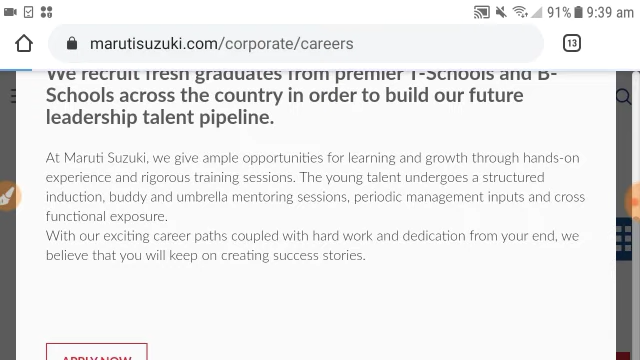 91% 9:39 am
marutisuzuki.com/corporate/careers
13
We recruit fresh graduates from premier T-Schools and B-
Schools across the country in order to build our future
leadership talent pipeline.
At Maruti Suzuki, we give ample opportunities for learning and growth through hands-on
experience and rigorous training sessions. The young talent undergoes a structured
induction, buddy and umbrella mentoring sessions, periodic management inputs and cross
functional exposure.
With our exciting career paths coupled with hard work and dedication from your end, we
believe that you will keep on creating success stories.
APPLY NOW